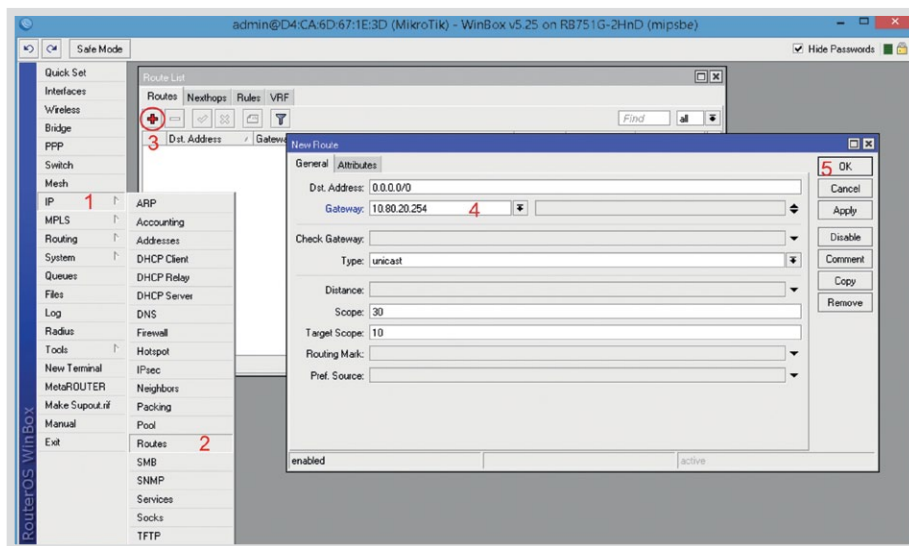 admin@D4:CA:6D:67:1E:3D (MikroTik) - WinBox v5.25 on RB751G-2HnD (mipsbe)
Safe Mode
Hide Passwords
RouterOS WinBox
Quick Set
Interfaces
Wireless
Bridge
PPP
Switch
Mesh
IP 1
MPLS
Routing
System
Queues
Files
Log
Radius
Tools
New Terminal
MetaROUTER
Make Supout.rif
Manual
Exit
ARP
Accounting
Addresses
DHCP Client
DHCP Relay
DHCP Server
DNS
Firewall
Hotspot
IPsec
Neighbors
Packing
Pool
Routes 2
SMB
SNMP
Services
Socks
TFTP
Route List
Routes Nexthops Rules VRF
Find all
3 Dst. Address
New Route
General Attributes
Dst. Address: 0.0.0.0/0
Gateway: 10.80.20.254 4
Check Gateway:
Type: unicast
Distance:
Scope: 30
Target Scope: 10
Routing Mark:
Pref. Source:
5 OK
Cancel
Apply
Disable
Comment
Copy
Remove
enabled active